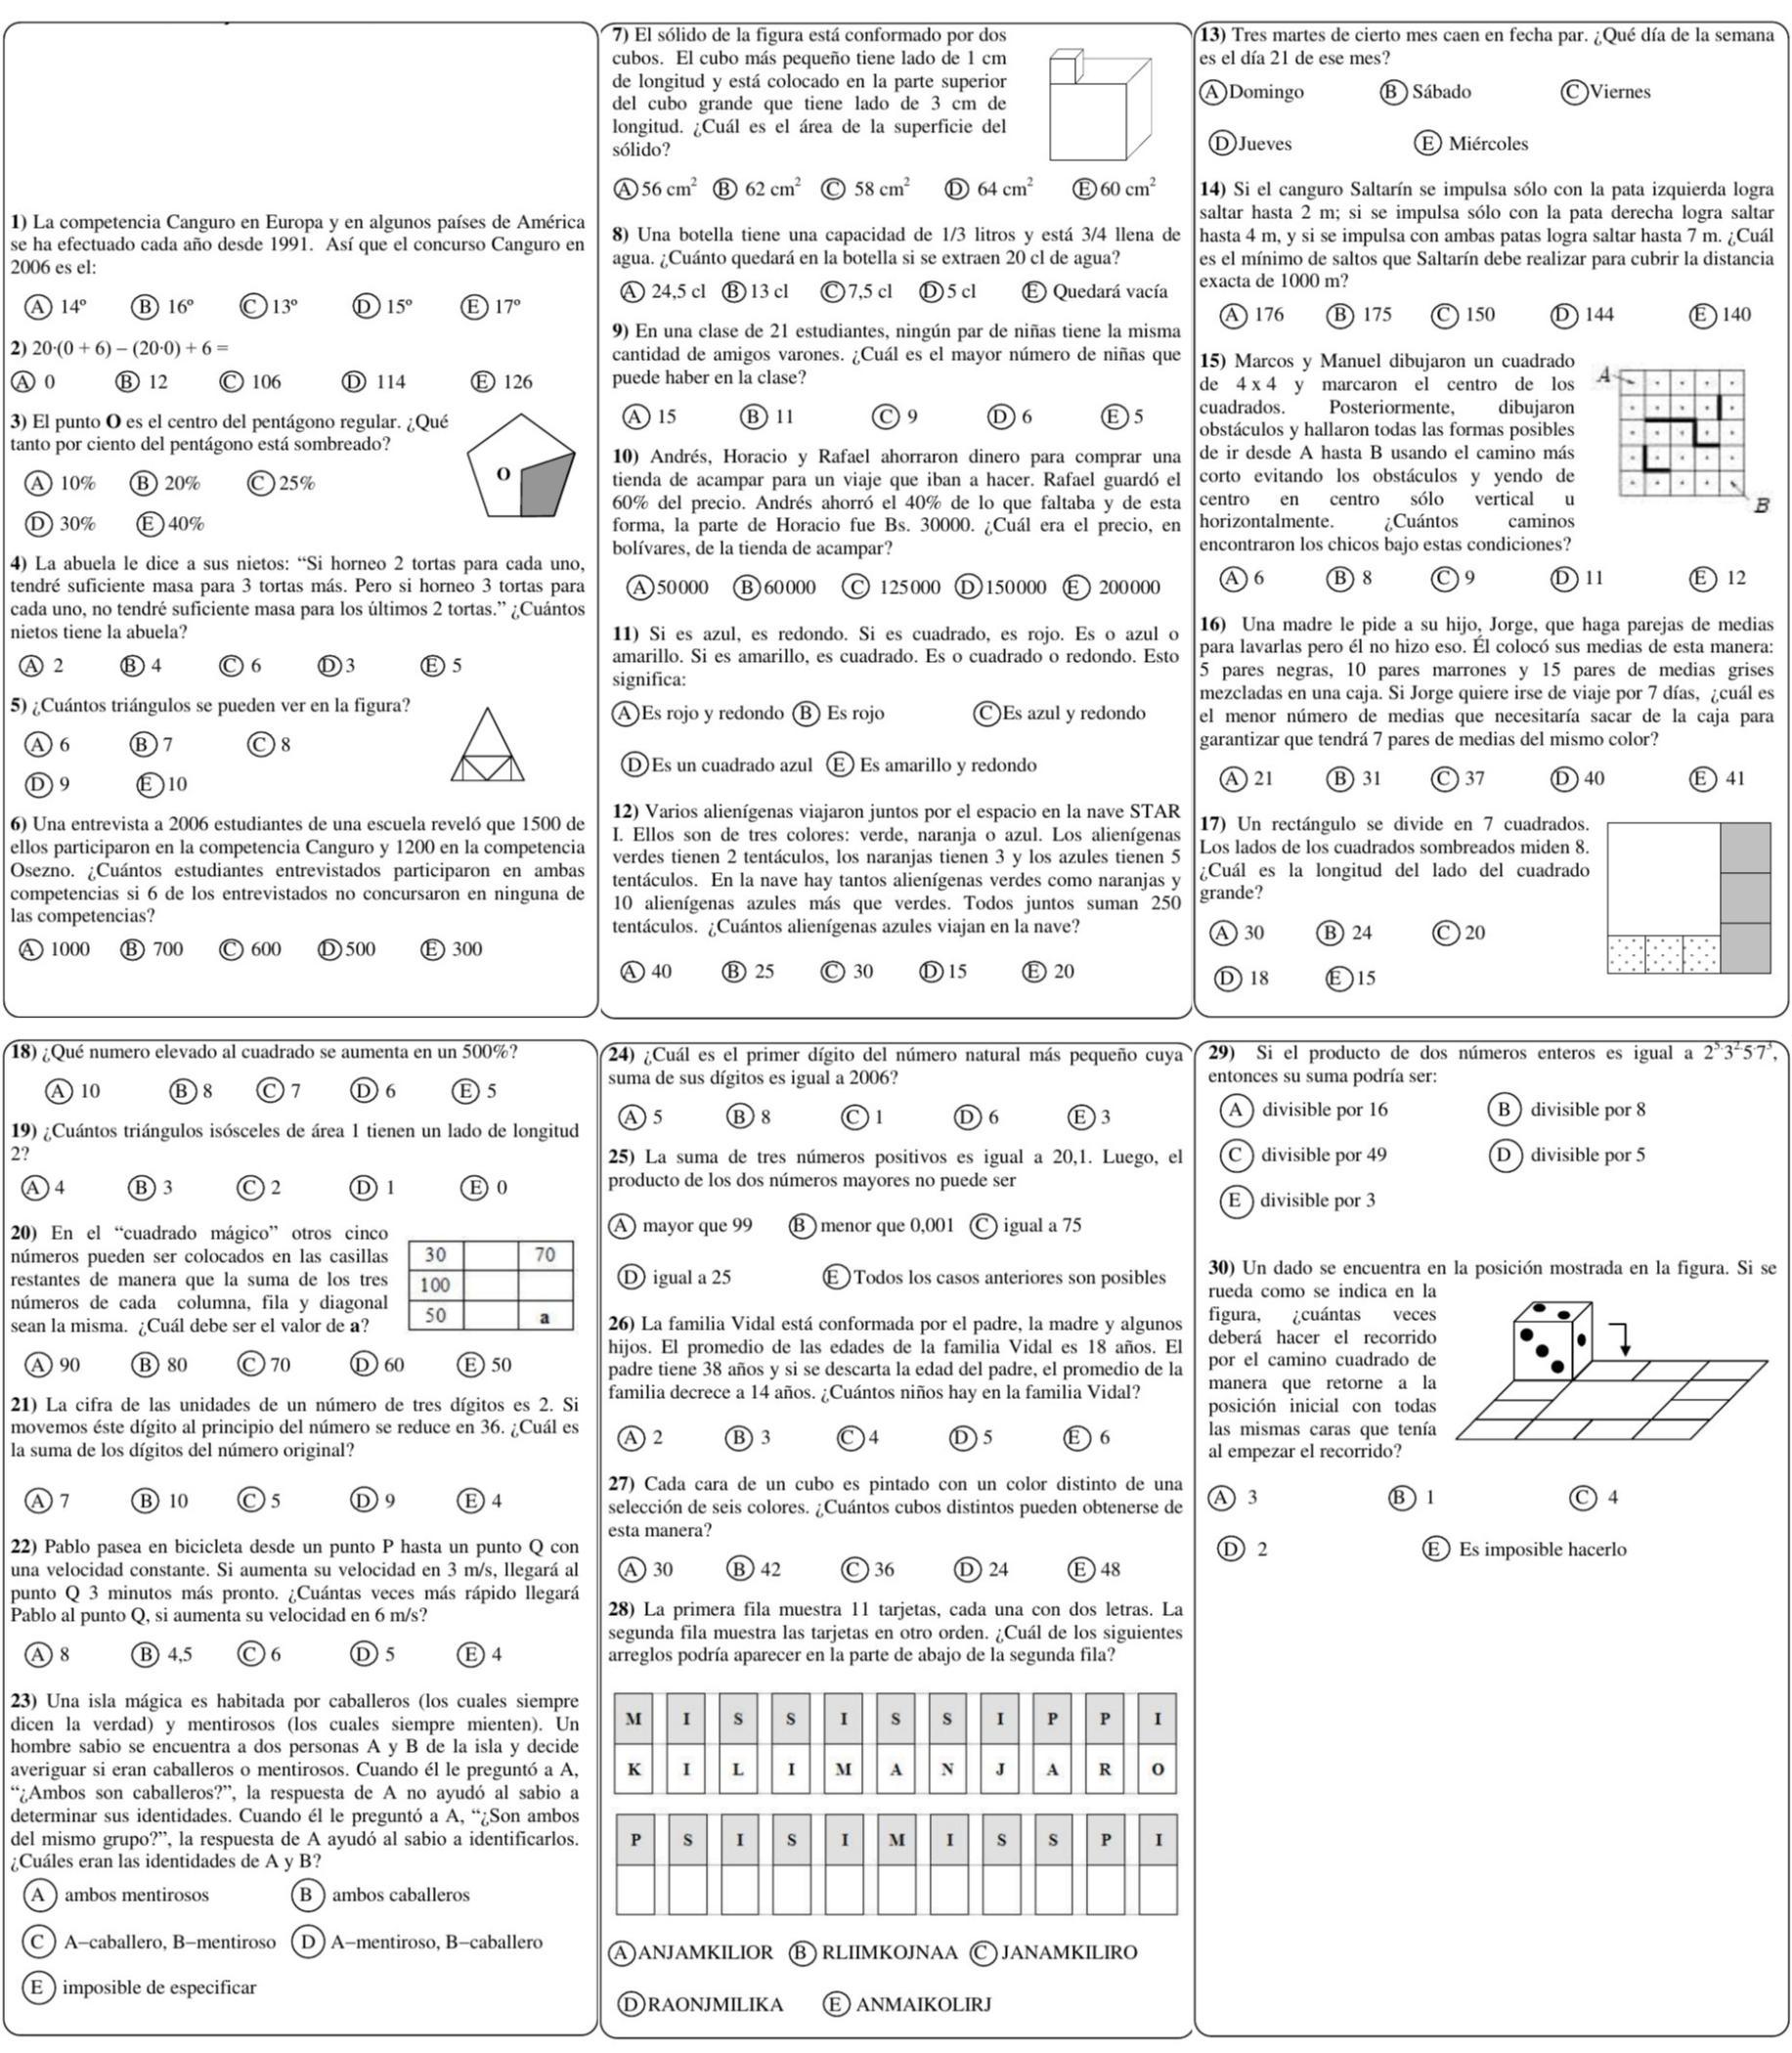 1) La competencia Canguro en Europa y en algunos países de América
se ha efectuado cada año desde 1991. Así que el concurso Canguro en
2006 es el:
A 14º B 16º C 13º D 15º E 17º
2) 20·(0 + 6) – (20·0) + 6 =
A 0 B 12 C 106 D 114 E 126
3) El punto O es el centro del pentágono regular. ¿Qué
tanto por ciento del pentágono está sombreado?
A 10% B 20% C 25%
D 30% E 40%
O
4) La abuela le dice a sus nietos: “Si horneo 2 tortas para cada uno,
tendré suficiente masa para 3 tortas más. Pero si horneo 3 tortas para
cada uno, no tendré suficiente masa para los últimos 2 tortas.” ¿Cuántos
nietos tiene la abuela?
A 2 B 4 C 6 D 3 E 5
5) ¿Cuántos triángulos se pueden ver en la figura?
A 6 B 7 C 8
D 9 E 10
6) Una entrevista a 2006 estudiantes de una escuela reveló que 1500 de
ellos participaron en la competencia Canguro y 1200 en la competencia
Osezno. ¿Cuántos estudiantes entrevistados participaron en ambas
competencias si 6 de los entrevistados no concursaron en ninguna de
las competencias?
A 1000 B 700 C 600 D 500 E 300
7) El sólido de la figura está conformado por dos
cubos. El cubo más pequeño tiene lado de 1 cm
de longitud y está colocado en la parte superior
del cubo grande que tiene lado de 3 cm de
longitud. ¿Cuál es el área de la superficie del
sólido?
A 56 cm² B 62 cm² C 58 cm² D 64 cm² E 60 cm²
8) Una botella tiene una capacidad de 1/3 litros y está 3/4 llena de
agua. ¿Cuánto quedará en la botella si se extraen 20 cl de agua?
A 24,5 cl B 13 cl C 7,5 cl D 5 cl E Quedará vacía
9) En una clase de 21 estudiantes, ningún par de niñas tiene la misma
cantidad de amigos varones. ¿Cuál es el mayor número de niñas que
puede haber en la clase?
A 15 B 11 C 9 D 6 E 5
10) Andrés, Horacio y Rafael ahorraron dinero para comprar una
tienda de acampar para un viaje que iban a hacer. Rafael guardó el
60% del precio. Andrés ahorró el 40% de lo que faltaba y de esta
forma, la parte de Horacio fue Bs. 30000. ¿Cuál era el precio, en
bolívares, de la tienda de acampar?
A 50000 B 60000 C 125000 D 150000 E 200000
11) Si es azul, es redondo. Si es cuadrado, es rojo. Es o azul o
amarillo. Si es amarillo, es cuadrado. Es o cuadrado o redondo. Esto
significa:
A Es rojo y redondo B Es rojo C Es azul y redondo
D Es un cuadrado azul E Es amarillo y redondo
12) Varios alienígenas viajaron juntos por el espacio en la nave STAR
I. Ellos son de tres colores: verde, naranja o azul. Los alienígenas
verdes tienen 2 tentáculos, los naranjas tienen 3 y los azules tienen 5
tentáculos. En la nave hay tantos alienígenas verdes como naranjas y
10 alienígenas azules más que verdes. Todos juntos suman 250
tentáculos. ¿Cuántos alienígenas azules viajan en la nave?
A 40 B 25 C 30 D 15 E 20
13) Tres martes de cierto mes caen en fecha par. ¿Qué día de la semana
es el día 21 de ese mes?
A Domingo B Sábado C Viernes
D Jueves E Miércoles
14) Si el canguro Saltarín se impulsa sólo con la pata izquierda logra
saltar hasta 2 m; si se impulsa sólo con la pata derecha logra saltar
hasta 4 m, y si se impulsa con ambas patas logra saltar hasta 7 m. ¿Cuál
es el mínimo de saltos que Saltarín debe realizar para cubrir la distancia
exacta de 1000 m?
A 176 B 175 C 150 D 144 E 140
15) Marcos y Manuel dibujaron un cuadrado
de 4 x 4 y marcaron el centro de los
cuadrados. Posteriormente, dibujaron
obstáculos y hallaron todas las formas posibles
de ir desde A hasta B usando el camino más
corto evitando los obstáculos y yendo de
centro en centro sólo vertical u
horizontalmente. ¿Cuántos caminos
encontraron los chicos bajo estas condiciones?
A
B
A 6 B 8 C 9 D 11 E 12
16) Una madre le pide a su hijo, Jorge, que haga parejas de medias
para lavarlas pero él no hizo eso. Él colocó sus medias de esta manera:
5 pares negras, 10 pares marrones y 15 pares de medias grises
mezcladas en una caja. Si Jorge quiere irse de viaje por 7 días, ¿cuál es
el menor número de medias que necesitaría sacar de la caja para
garantizar que tendrá 7 pares de medias del mismo color?
A 21 B 31 C 37 D 40 E 41
17) Un rectángulo se divide en 7 cuadrados.
Los lados de los cuadrados sombreados miden 8.
¿Cuál es la longitud del lado del cuadrado
grande?
A 30 B 24 C 20
D 18 E 15
18) ¿Qué numero elevado al cuadrado se aumenta en un 500%?
A 10 B 8 C 7 D 6 E 5
19) ¿Cuántos triángulos isósceles de área 1 tienen un lado de longitud
2?
A 4 B 3 C 2 D 1 E 0
20) En el “cuadrado mágico” otros cinco
números pueden ser colocados en las casillas
restantes de manera que la suma de los tres
números de cada columna, fila y diagonal
sean la misma. ¿Cuál debe ser el valor de a?
30 70
100
50 a
A 90 B 80 C 70 D 60 E 50
21) La cifra de las unidades de un número de tres dígitos es 2. Si
movemos éste dígito al principio del número se reduce en 36. ¿Cuál es
la suma de los dígitos del número original?
A 7 B 10 C 5 D 9 E 4
22) Pablo pasea en bicicleta desde un punto P hasta un punto Q con
una velocidad constante. Si aumenta su velocidad en 3 m/s, llegará al
punto Q 3 minutos más pronto. ¿Cuántas veces más rápido llegará
Pablo al punto Q, si aumenta su velocidad en 6 m/s?
A 8 B 4,5 C 6 D 5 E 4
23) Una isla mágica es habitada por caballeros (los cuales siempre
dicen la verdad) y mentirosos (los cuales siempre mienten). Un
hombre sabio se encuentra a dos personas A y B de la isla y decide
averiguar si eran caballeros o mentirosos. Cuando él le preguntó a A,
“¿Ambos son caballeros?”, la respuesta de A no ayudó al sabio a
determinar sus identidades. Cuando él le preguntó a A, “¿Son ambos
del mismo grupo?”, la respuesta de A ayudó al sabio a identificarlos.
¿Cuáles eran las identidades de A y B?
A ambos mentirosos B ambos caballeros
C A–caballero, B–mentiroso D A–mentiroso, B–caballero
E imposible de especificar
24) ¿Cuál es el primer dígito del número natural más pequeño cuya
suma de sus dígitos es igual a 2006?
A 5 B 8 C 1 D 6 E 3
25) La suma de tres números positivos es igual a 20,1. Luego, el
producto de los dos números mayores no puede ser
A mayor que 99 B menor que 0,001 C igual a 75
D igual a 25 E Todos los casos anteriores son posibles
26) La familia Vidal está conformada por el padre, la madre y algunos
hijos. El promedio de las edades de la familia Vidal es 18 años. El
padre tiene 38 años y si se descarta la edad del padre, el promedio de la
familia decrece a 14 años. ¿Cuántos niños hay en la familia Vidal?
A 2 B 3 C 4 D 5 E 6
27) Cada cara de un cubo es pintado con un color distinto de una
selección de seis colores. ¿Cuántos cubos distintos pueden obtenerse de
esta manera?
A 30 B 42 C 36 D 24 E 48
28) La primera fila muestra 11 tarjetas, cada una con dos letras. La
segunda fila muestra las tarjetas en otro orden. ¿Cuál de los siguientes
arreglos podría aparecer en la parte de abajo de la segunda fila?
M I S S I S S I P P I
K I L I M A N J A R O
P S I S I M I S S P I
A ANJAMKILIOR B RLIIMKOJNAA C JANAMKILIRO
D RAONJMILIKA E ANMAIKOLIRJ
29) Si el producto de dos números enteros es igual a 2⁵·3²·5·7³,
entonces su suma podría ser:
A divisible por 16 B divisible por 8
C divisible por 49 D divisible por 5
E divisible por 3
30) Un dado se encuentra en la posición mostrada en la figura. Si se
rueda como se indica en la
figura, ¿cuántas veces
deberá hacer el recorrido
por el camino cuadrado de
manera que retorne a la
posición inicial con todas
las mismas caras que tenía
al empezar el recorrido?
A 3 B 1 C 4
D 2 E Es imposible hacerlo